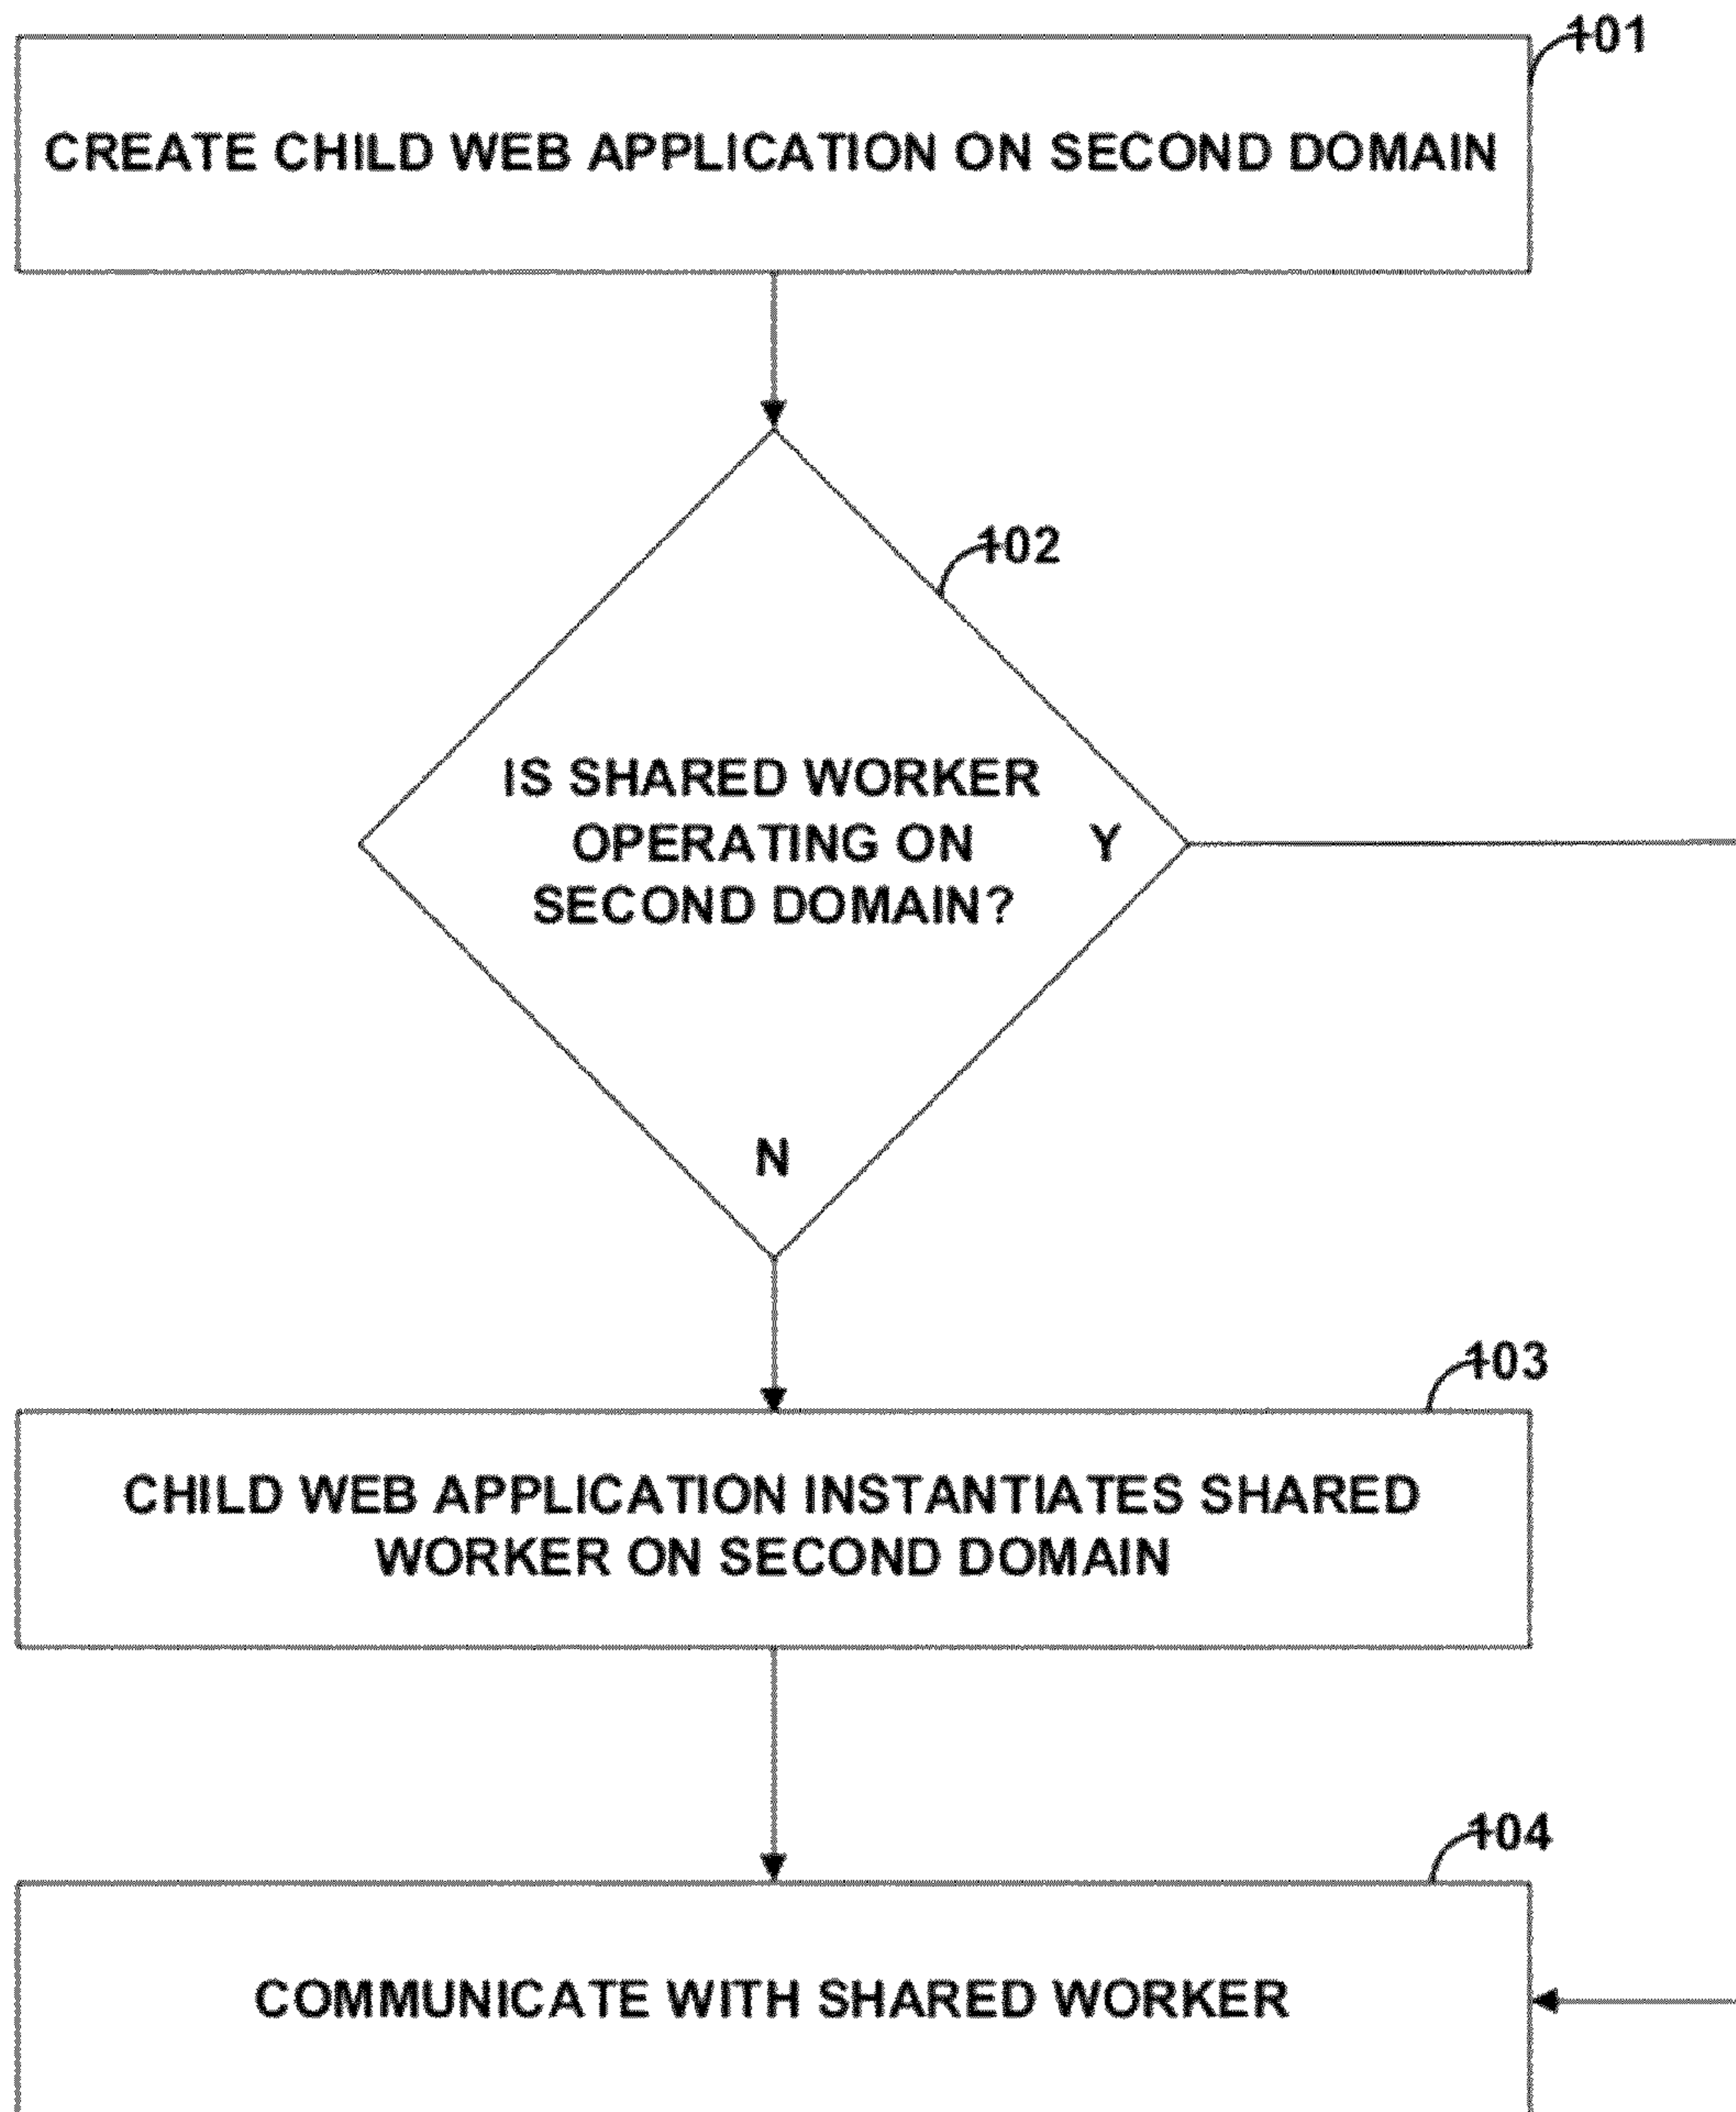 101
CREATE CHILD WEB APPLICATION ON SECOND DOMAIN
102
IS SHARED WORKER
OPERATING ON
SECOND DOMAIN?
Y
N
103
CHILD WEB APPLICATION INSTANTIATES SHARED
WORKER ON SECOND DOMAIN
104
COMMUNICATE WITH SHARED WORKER